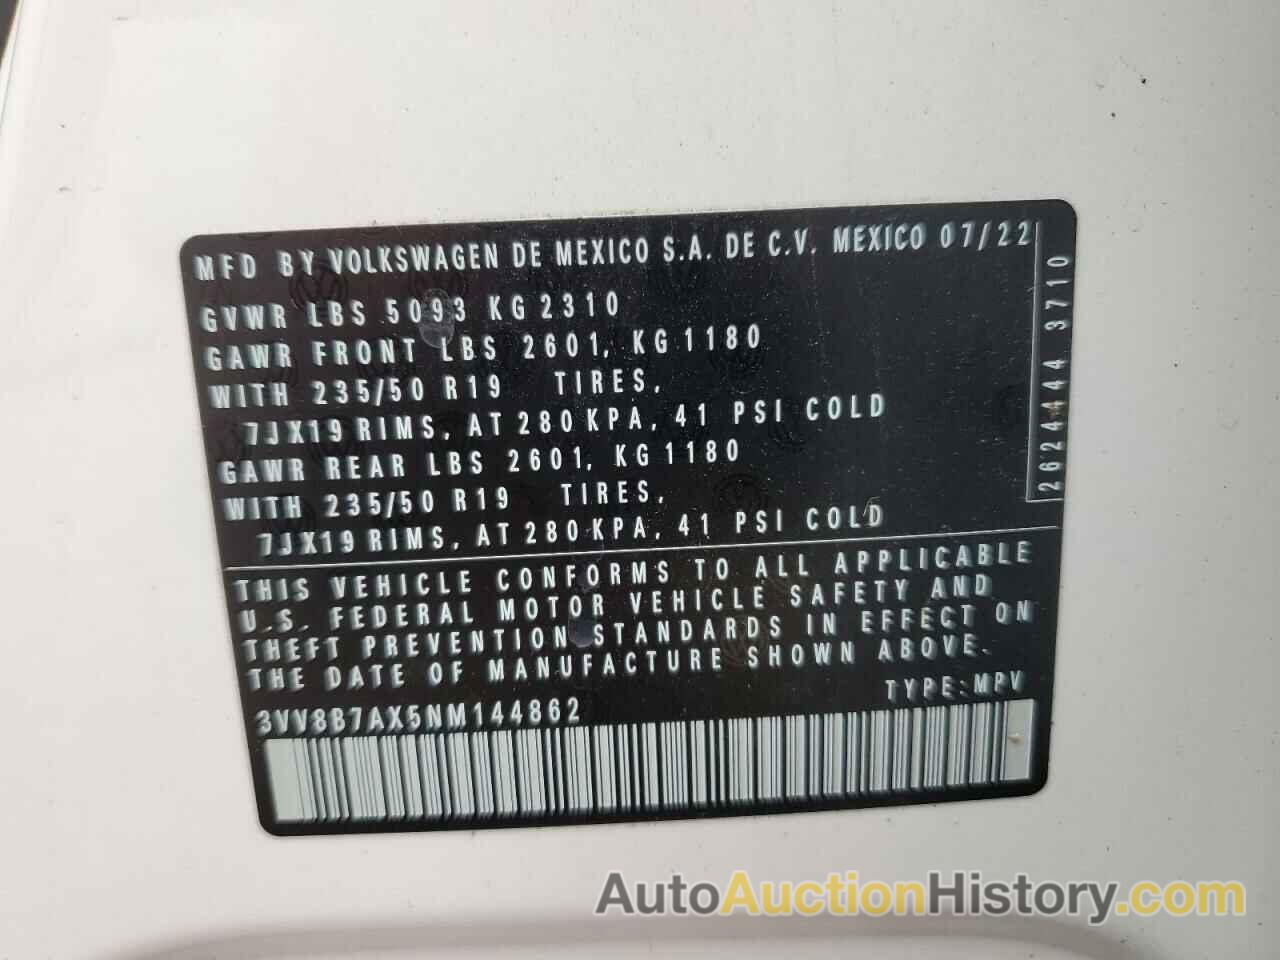 MFD BY VOLKSWAGEN DE MEXICO S.A. DE C.V. MEXICO 07/22
GVWR LBS 5093 KG 2310
GAWR FRONT LBS 2601, KG 1180
WITH 235/50 R19 TIRES,
7JX19 RIMS, AT 280 KPA, 41 PSI COLD
GAWR REAR LBS 2601, KG 1180
WITH 235/50 R19 TIRES,
7JX19 RIMS, AT 280 KPA, 41 PSI COLD
2624444 3710
THIS VEHICLE CONFORMS TO ALL APPLICABLE
U.S. FEDERAL MOTOR VEHICLE SAFETY AND
THEFT PREVENTION STANDARDS IN EFFECT ON
THE DATE OF MANUFACTURE SHOWN ABOVE.
TYPE: MPV
3VV8B7AX5NM144862
AutoAuctionHistory.com